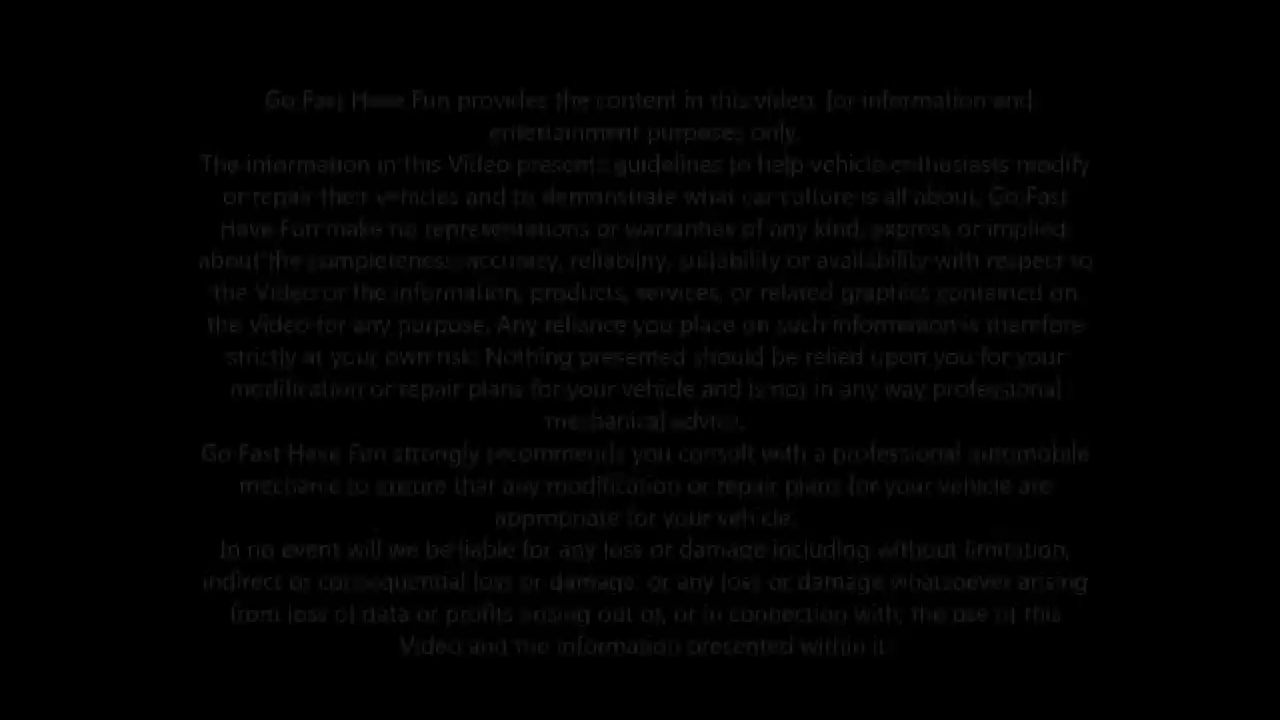 Go Fast Have Fun provides the content in this video, for information and
entertainment purposes only.
The information in this Video presents guidelines to help vehicle enthusiasts modify
or repair their vehicles and to demonstrate what car culture is all about. Go Fast
Have Fun make no representations or warranties of any kind, express or implied
about the completeness, accuracy, reliability, suitability or availability with respect to
the Video or the information, products, services, or related graphics contained on
the Video for any purpose. Any reliance you place on such information is therefore
strictly at your own risk. Nothing presented should be relied upon you for your
modification or repair plans for your vehicle and is not in any way professional
mechanical advice.
Go Fast Have Fun strongly recommends you consult with a professional automobile
mechanic to ensure that any modification or repair plans for your vehicle are
appropriate for your vehicle.
In no event will we be liable for any loss or damage including without limitation,
indirect or consequential loss or damage, or any loss or damage whatsoever arising
from loss of data or profits arising out of, or in connection with, the use of this
Video and the information presented within it.